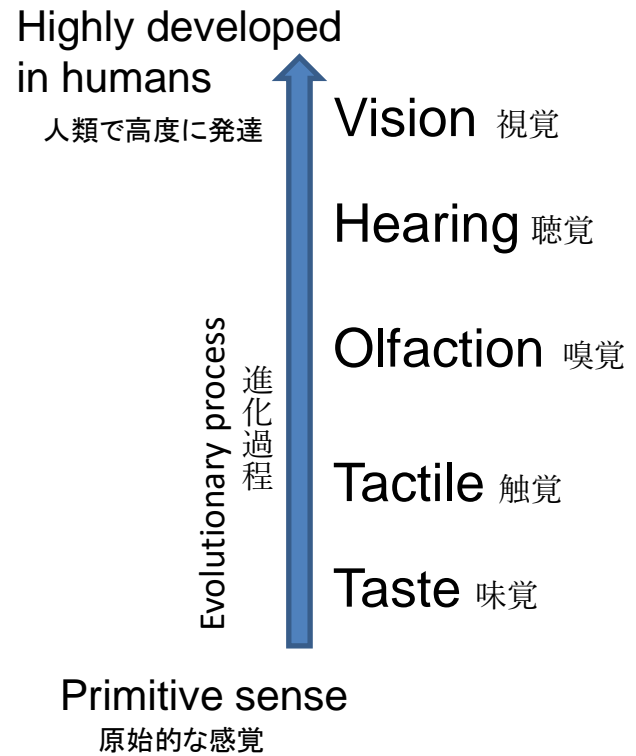 Highly developed
in humans
人類で高度に発達
Vision 視覚
Hearing 聴覚
Olfaction 嗅覚
Evolutionary process
進化過程
Tactile 触覚
Taste 味覚
Primitive sense
原始的な感覚